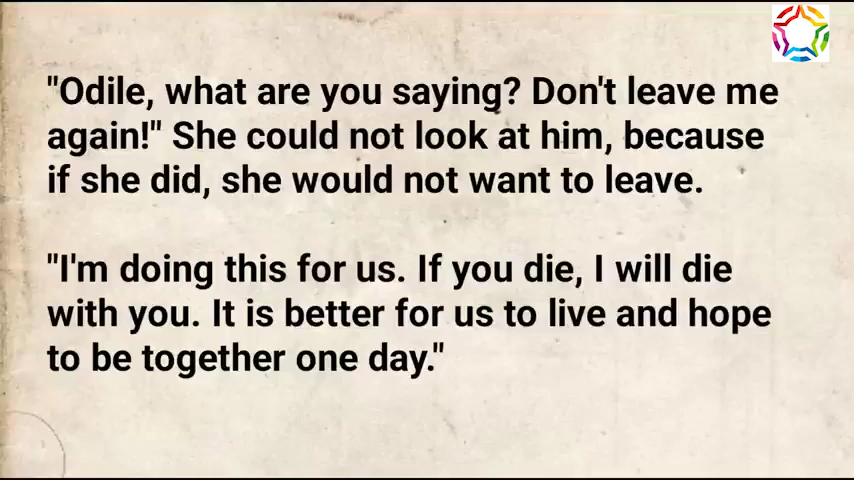 "Odile, what are you saying? Don't leave me
again!" She could not look at him, because
if she did, she would not want to leave.
"I'm doing this for us. If you die, I will die
with you. It is better for us to live and hope
to be together one day."